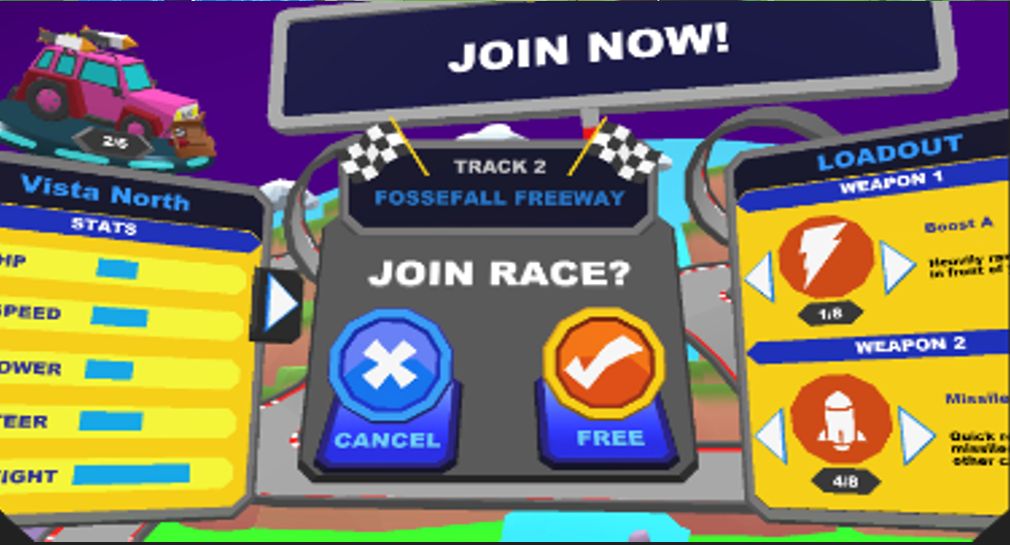 JOIN NOW!
2/6
Vista North
STATS
HP
SPEED
OWER
TEER
IGHT
TRACK 2
FOSSEFALL FREEWAY
JOIN RACE?
CANCEL
FREE
LOADOUT
WEAPON 1
Boost A
Heavily
in front of
1/8
WEAPON 2
Missile
Quick
missile
other
4/8